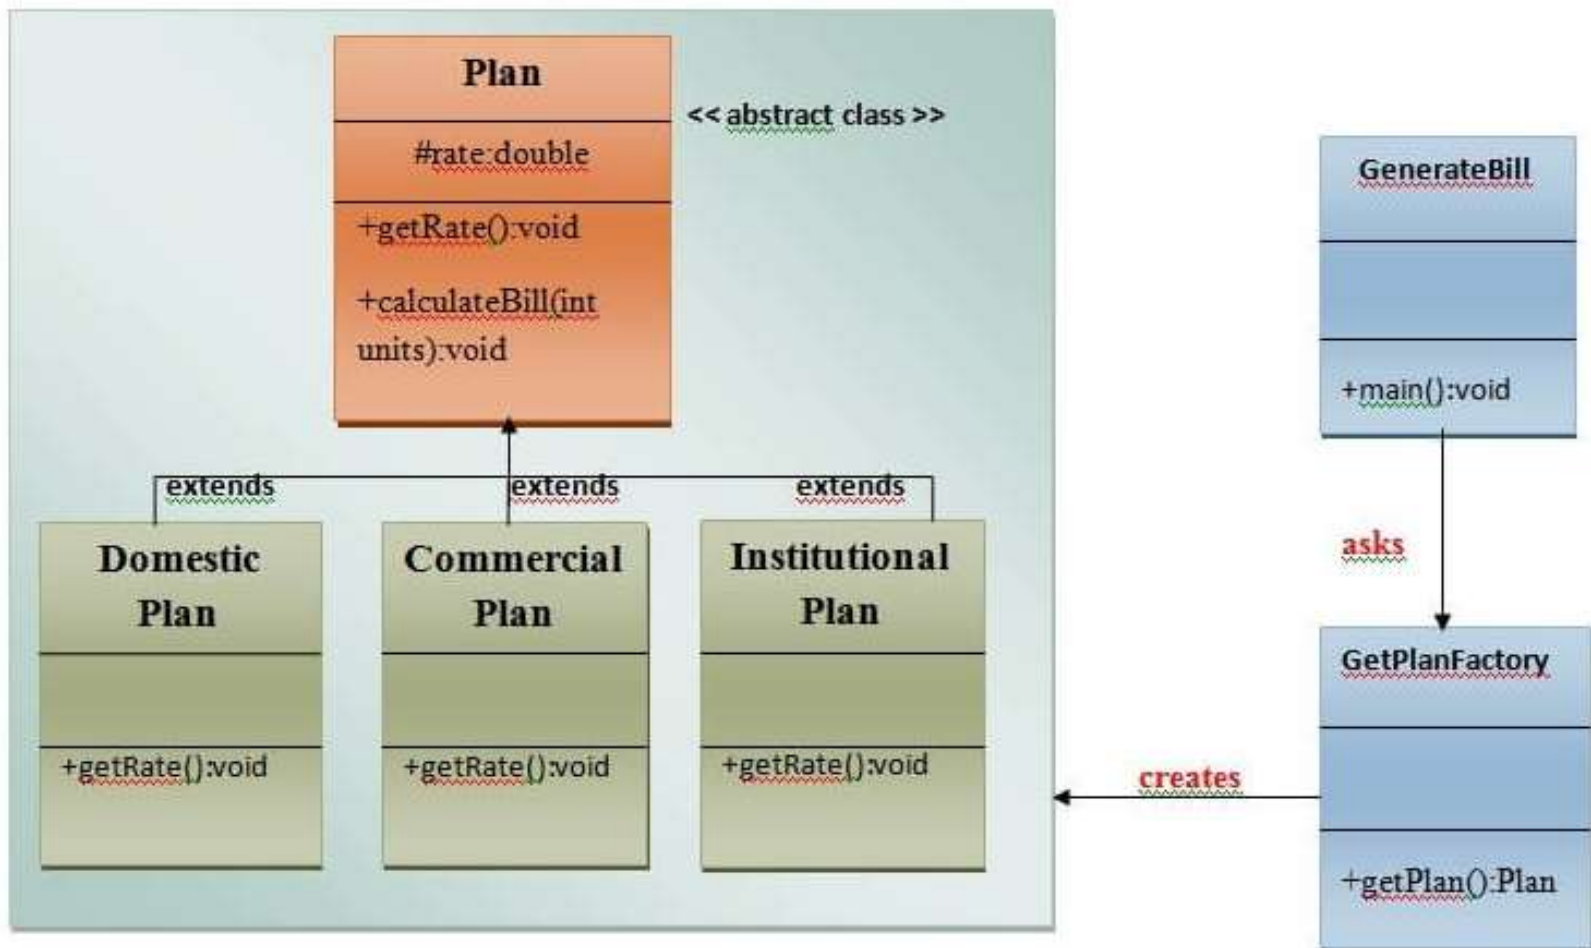 Plan
<< abstract class >>
#rate:double
+getRate():void
+calculateBill(int
units):void
extends
extends
extends
Domestic
Plan
+getRate():void
Commercial
Plan
+getRate():void
Institutional
Plan
+getRate():void
GenerateBill
+main():void
asks
GetPlanFactory
+getPlan():Plan
creates